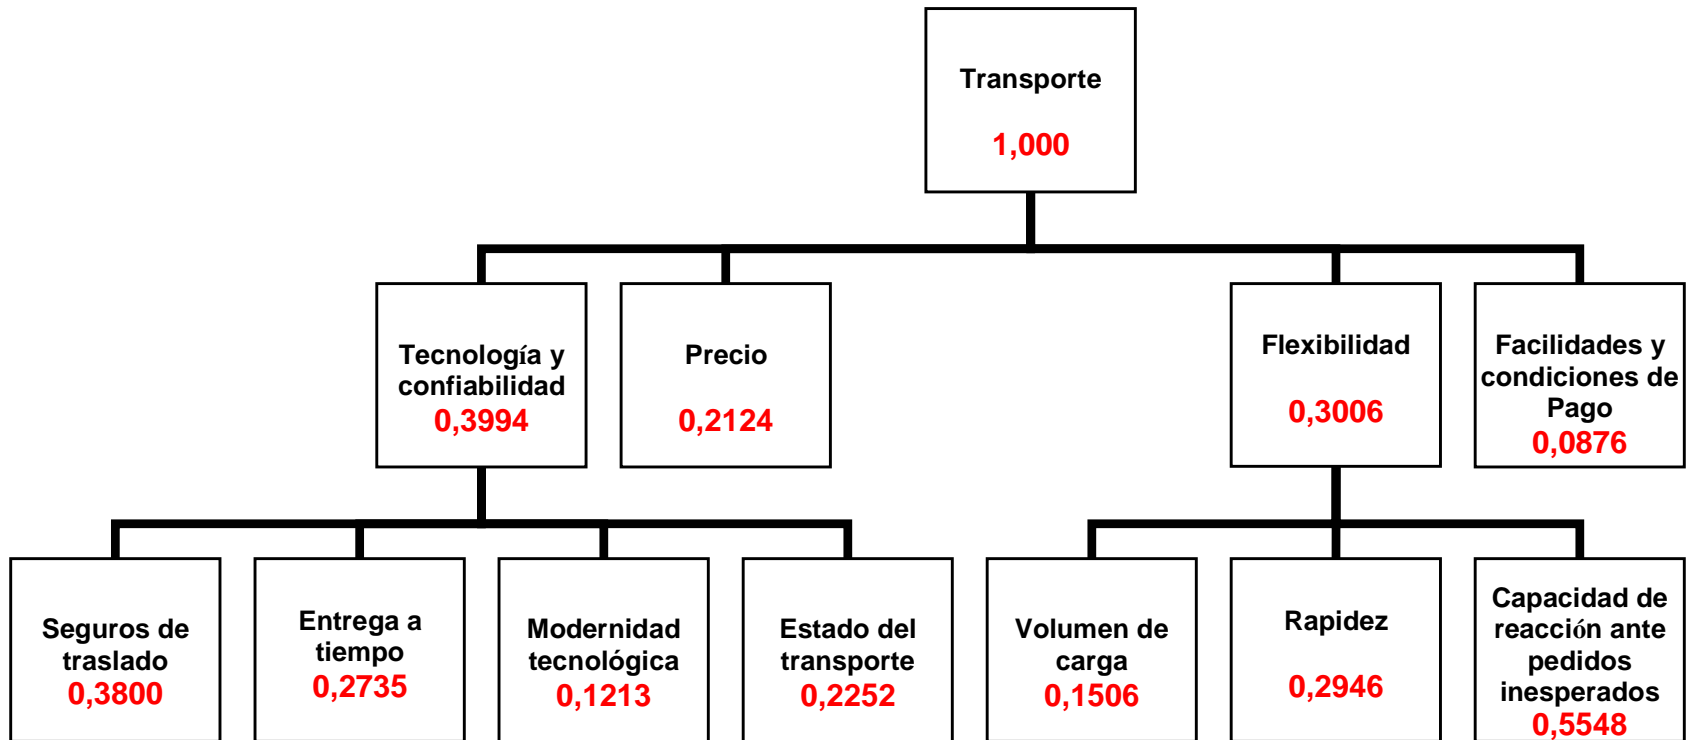 Transporte
1,000
Tecnología y
confiabilidad
0,3994
Precio
0,2124
Flexibilidad
0,3006
Facilidades y
condiciones de
Pago
0,0876
Seguros de
traslado
0,3800
Entrega a
tiempo
0,2735
Modernidad
tecnológica
0,1213
Estado del
transporte
0,2252
Volumen de
carga
0,1506
Rapidez
0,2946
Capacidad de
reacción ante
pedidos
inesperados
0,5548